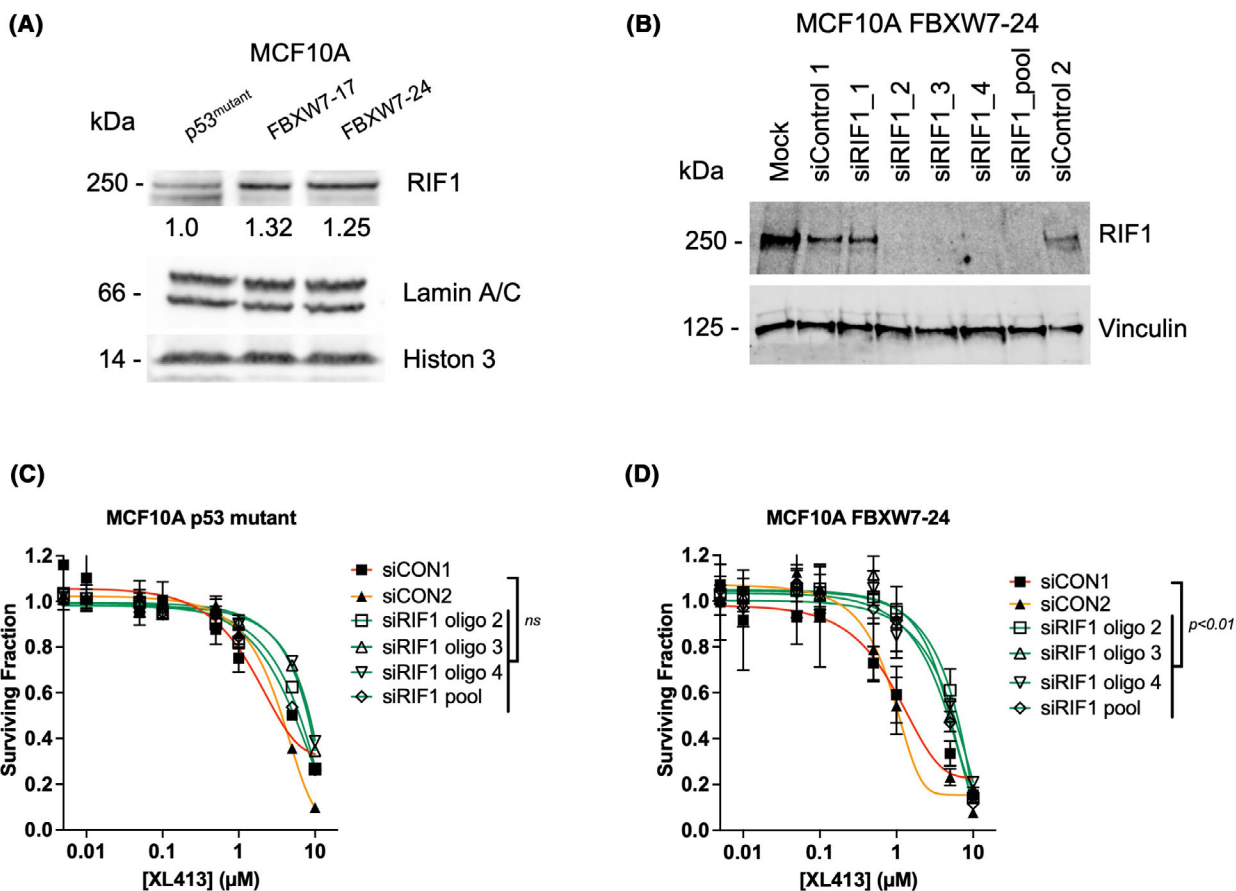 (A)
MCF10A
kDa
p53mutant
FBXW7-17
FBXW7-24
250 -
RIF1
1.0 1.32 1.25
66 -
Lamin A/C
14 -
Histon 3
(B)
MCF10A FBXW7-24
kDa
Mock
siControl 1
siRIF1_1
siRIF1_2
siRIF1_3
siRIF1_4
siRIF1_pool
siControl 2
250 -
RIF1
125 -
Vinculin
(C)
MCF10A p53 mutant
Surviving Fraction
1.2
1.0
0.8
0.6
0.4
0.2
0.0
0.01 0.1 1 10
[XL413] (µM)
siCON1
siCON2
siRIF1 oligo 2
siRIF1 oligo 3
siRIF1 oligo 4
siRIF1 pool
ns
(D)
MCF10A FBXW7-24
Surviving Fraction
1.2
1.0
0.8
0.6
0.4
0.2
0.0
0.01 0.1 1 10
[XL413] (µM)
siCON1
siCON2
siRIF1 oligo 2
siRIF1 oligo 3
siRIF1 oligo 4
siRIF1 pool
p<0.01